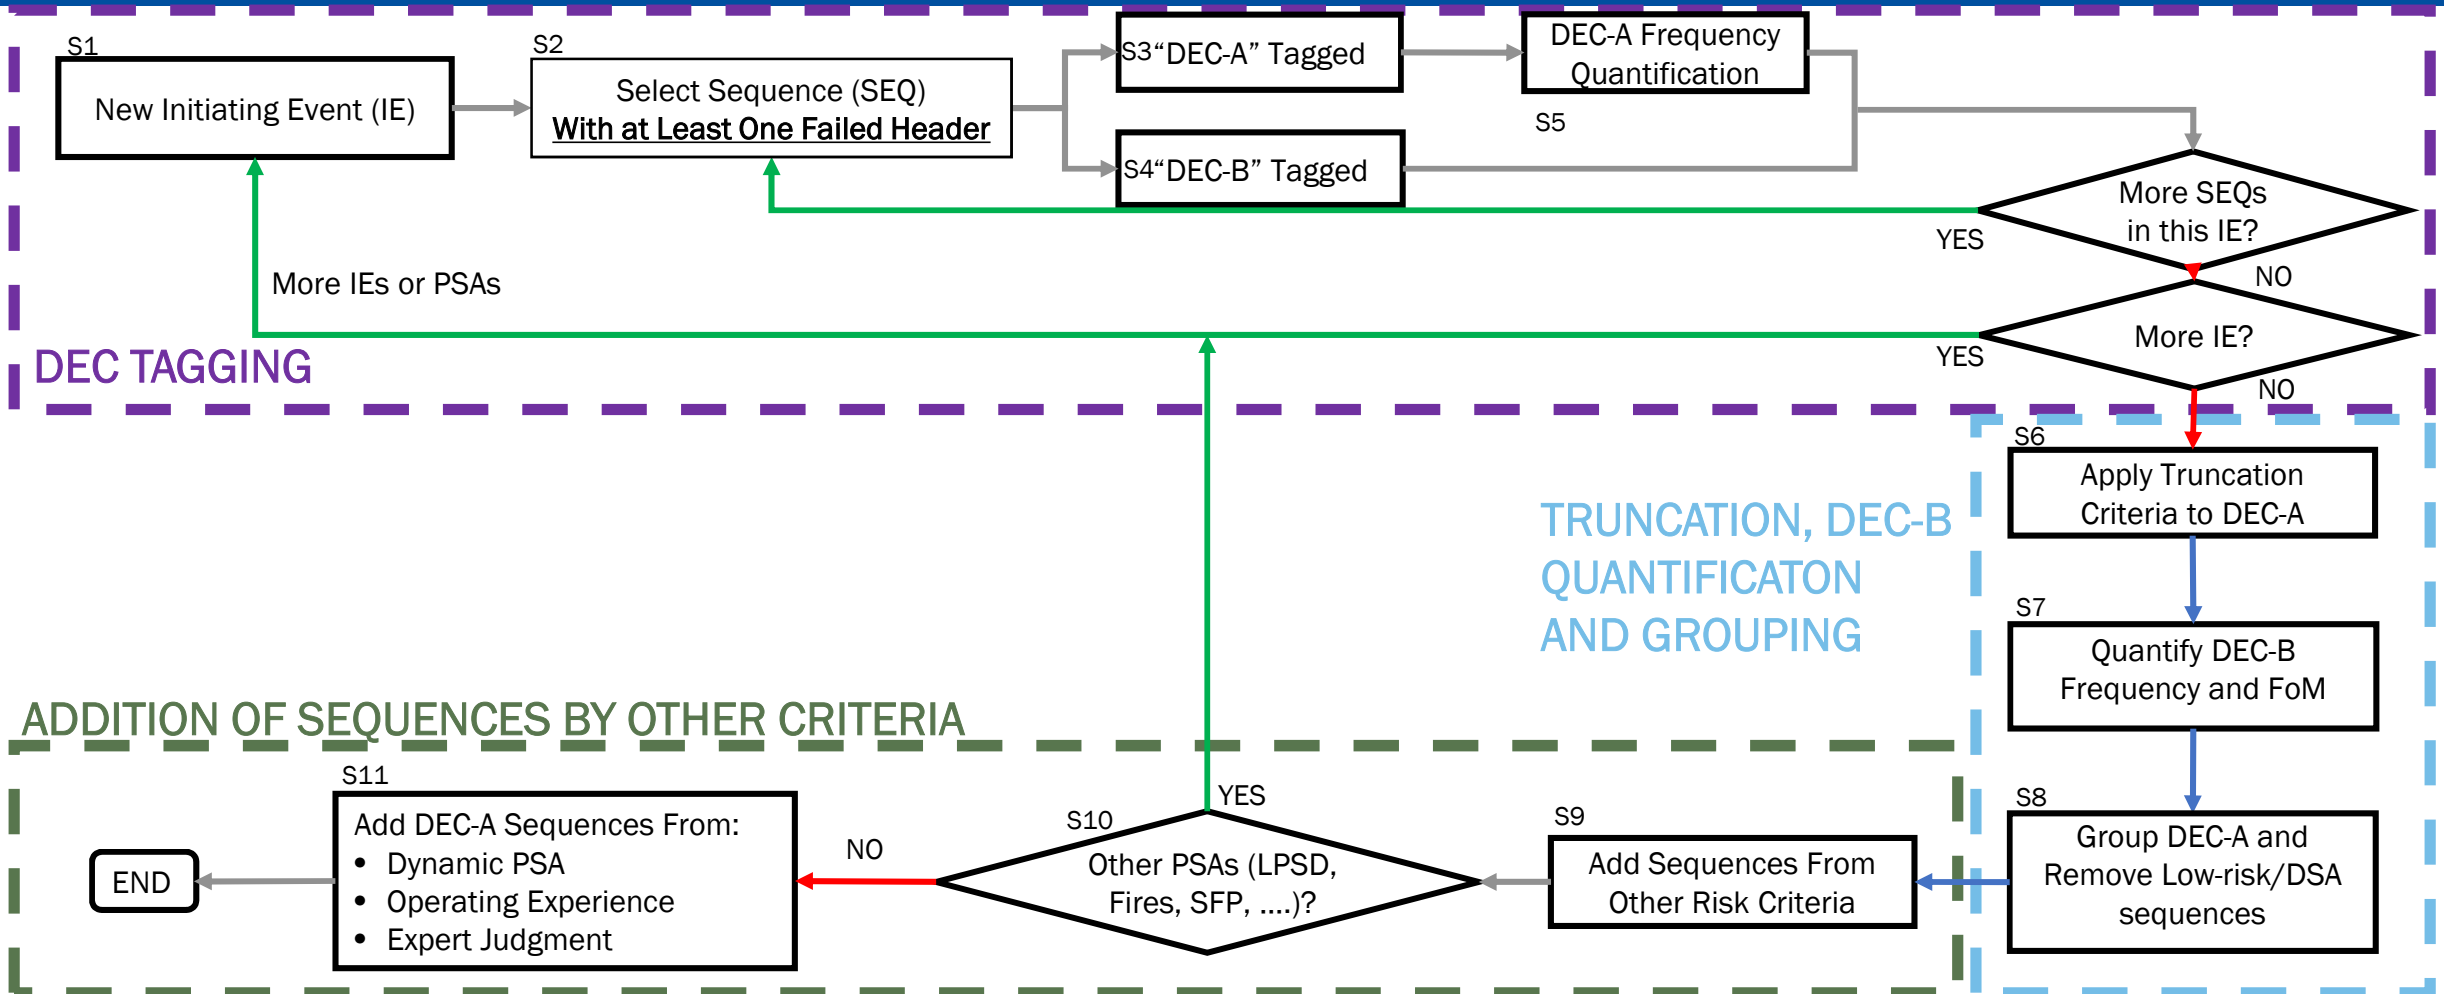 S1
New Initiating Event (IE)
S2
Select Sequence (SEQ)
With at Least One Failed Header
S3 "DEC-A" Tagged
S4 "DEC-B" Tagged
DEC-A Frequency
Quantification
S5
More SEQs
in this IE?
YES
NO
More IE?
YES
NO
More IEs or PSAs
DEC TAGGING
S6
Apply Truncation
Criteria to DEC-A
TRUNCATION, DEC-B
QUANTIFICATON
AND GROUPING
S7
Quantify DEC-B
Frequency and FoM
S8
Group DEC-A and
Remove Low-risk/DSA
sequences
ADDITION OF SEQUENCES BY OTHER CRITERIA
S9
Add Sequences From
Other Risk Criteria
S10
Other PSAs (LPSD,
Fires, SFP, ....)?
YES
NO
S11
Add DEC-A Sequences From:
• Dynamic PSA
• Operating Experience
• Expert Judgment
END